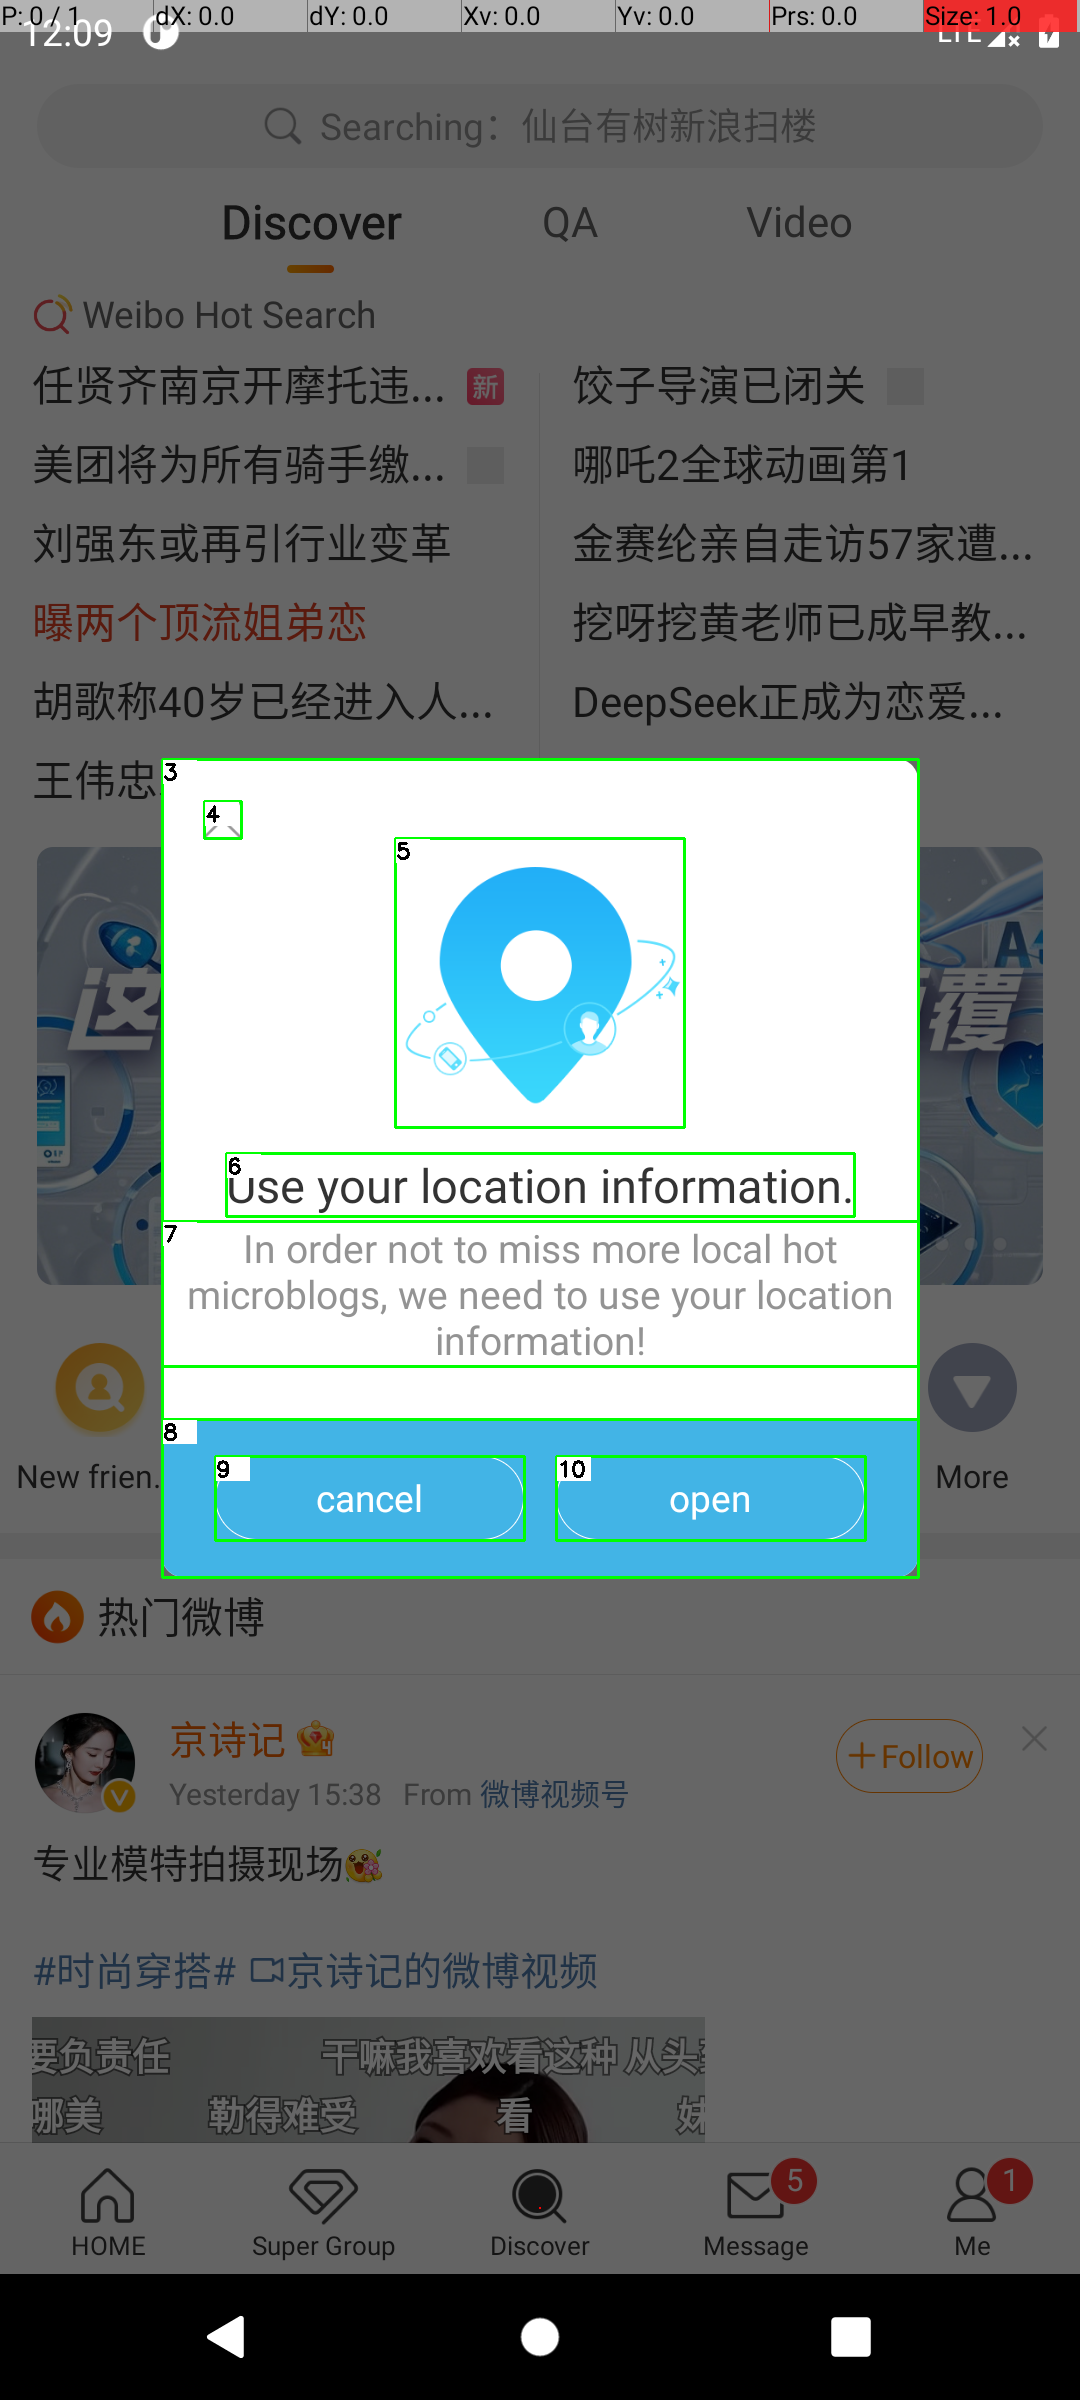 P: 0 / 1 dX: 0.0 dY: 0.0 Xv: 0.0 Yv: 0.0 Prs: 0.0 Size: 1.0
12:09 LTE
Searching: 仙台有树新浪扫楼
Discover QA Video
Weibo Hot Search
任贤齐南京开摩托违... 新
饺子导演已闭关
美团将为所有骑手缴...
哪吒2全球动画第1
刘强东或再引行业变革
金赛纶亲自走访57家遭...
曝两个顶流姐弟恋
挖呀挖黄老师已成早教...
胡歌称40岁已经进入人...
DeepSeek正成为恋爱...
王伟忠
3
4
5
这 覆
6
Use your location information.
7
In order not to miss more local hot
microblogs, we need to use your location
information!
8
9 cancel
10 open
New frien. More
热门微博
京诗记
Yesterday 15:38 From 微博视频号
+Follow
专业模特拍摄现场
#时尚穿搭# 京诗记的微博视频
要负责任 干嘛我喜欢看这种 从头
哪美 勒得难受 看
HOME Super Group Discover Message 5 Me 1